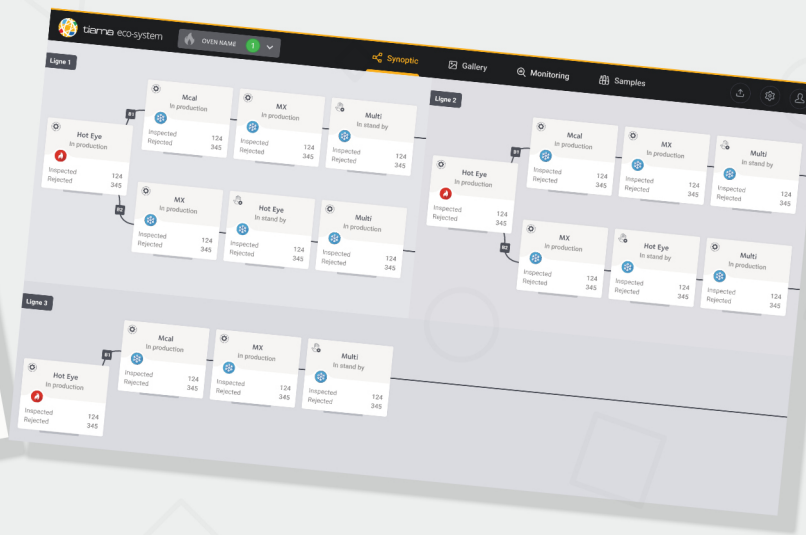 tiama eco-system
OVEN NAME 1
Synoptic
Gallery
Monitoring
Samples
Ligne 1
Hot Eye
In production
Inspected 124
Rejected 345
B1
Mcal
In production
Inspected 124
Rejected 345
MX
In production
Inspected 124
Rejected 345
Multi
In stand by
Inspected 124
Rejected 345
B2
MX
In production
Inspected 124
Rejected 345
Hot Eye
In stand by
Inspected 124
Rejected 345
Multi
In production
Inspected 124
Rejected 345
Ligne 2
Hot Eye
In production
Inspected 124
Rejected 345
B1
Mcal
In production
Inspected 124
Rejected 345
MX
In production
Inspected 124
Rejected 345
Multi
In stand by
Inspected 124
Rejected 345
B2
MX
In production
Inspected 124
Rejected 345
Hot Eye
In stand by
Inspected 124
Rejected 345
Multi
In production
Inspected 124
Rejected 345
Ligne 3
Hot Eye
In production
Inspected 124
Rejected 345
B1
Mcal
In production
Inspected 124
Rejected 345
MX
In production
Inspected 124
Rejected 345
Multi
In stand by
Inspected 124
Rejected 345